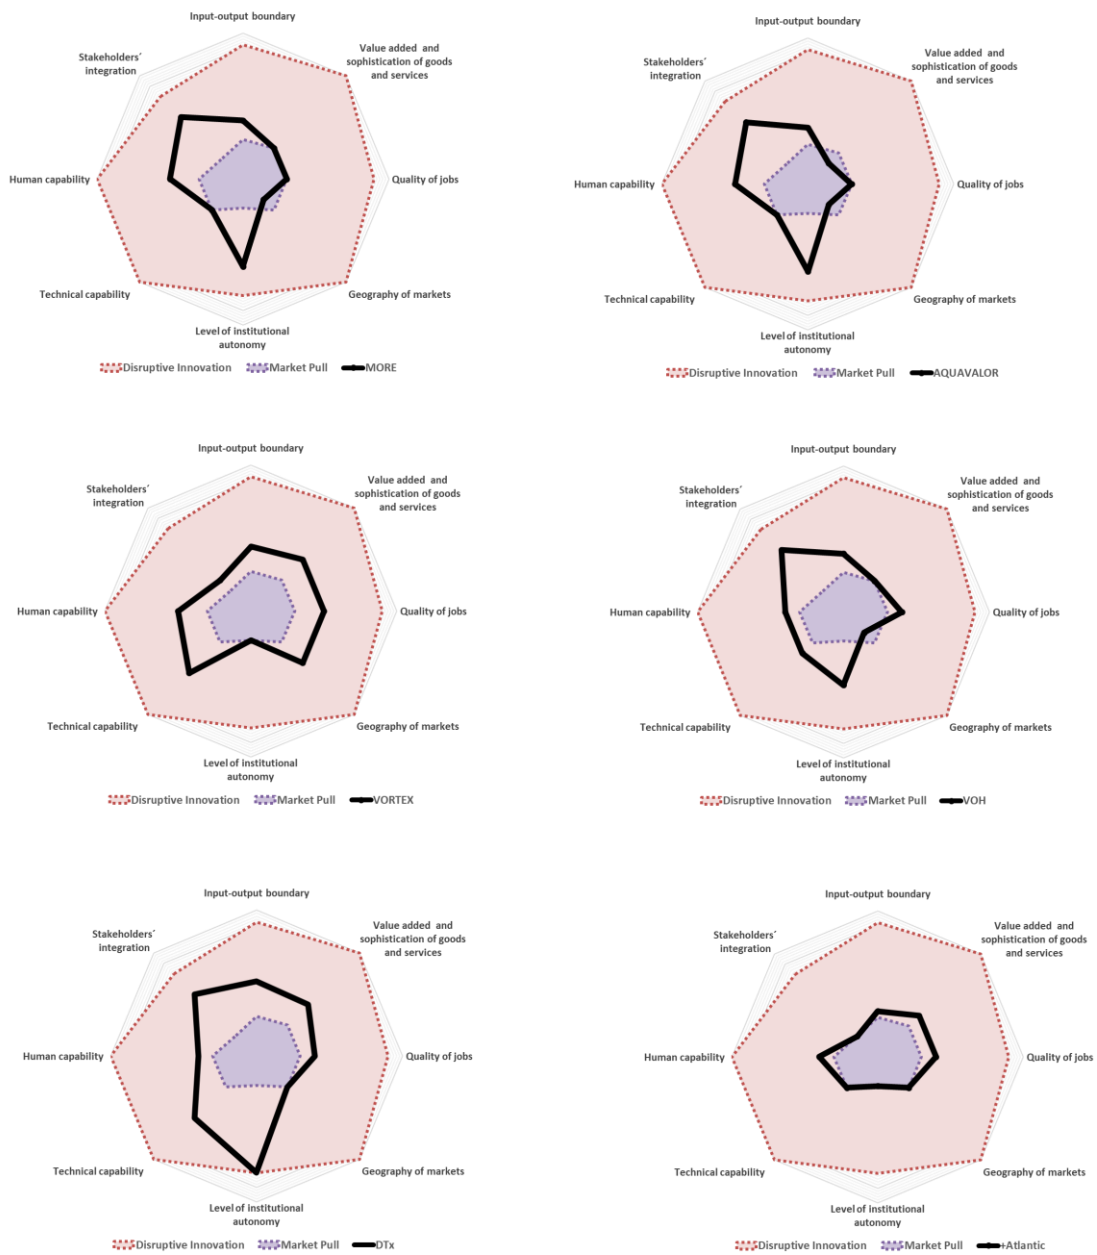 Input-output boundary
Stakeholders´
integration
Value added and
sophistication of goods
and services
Human capability
Quality of jobs
Technical capability
Geography of markets
Level of institutional
autonomy
Disruptive Innovation Market Pull MORE
Input-output boundary
Stakeholders´
integration
Value added and
sophistication of goods
and services
Human capability
Quality of jobs
Technical capability
Geography of markets
Level of institutional
autonomy
Disruptive Innovation Market Pull AQUAVALOR
Input-output boundary
Stakeholders´
integration
Value added and
sophistication of goods
and services
Human capability
Quality of jobs
Technical capability
Geography of markets
Level of institutional
autonomy
Disruptive Innovation Market Pull VORTEX
Input-output boundary
Stakeholders´
integration
Value added and
sophistication of goods
and services
Human capability
Quality of jobs
Technical capability
Geography of markets
Level of institutional
autonomy
Disruptive Innovation Market Pull VOH
Input-output boundary
Stakeholders´
integration
Value added and
sophistication of goods
and services
Human capability
Quality of jobs
Technical capability
Geography of markets
Level of institutional
autonomy
Disruptive Innovation Market Pull DTx
Input-output boundary
Stakeholders´
integration
Value added and
sophistication of goods
and services
Human capability
Quality of jobs
Technical capability
Geography of markets
Level of institutional
autonomy
Disruptive Innovation Market Pull +Atlantic